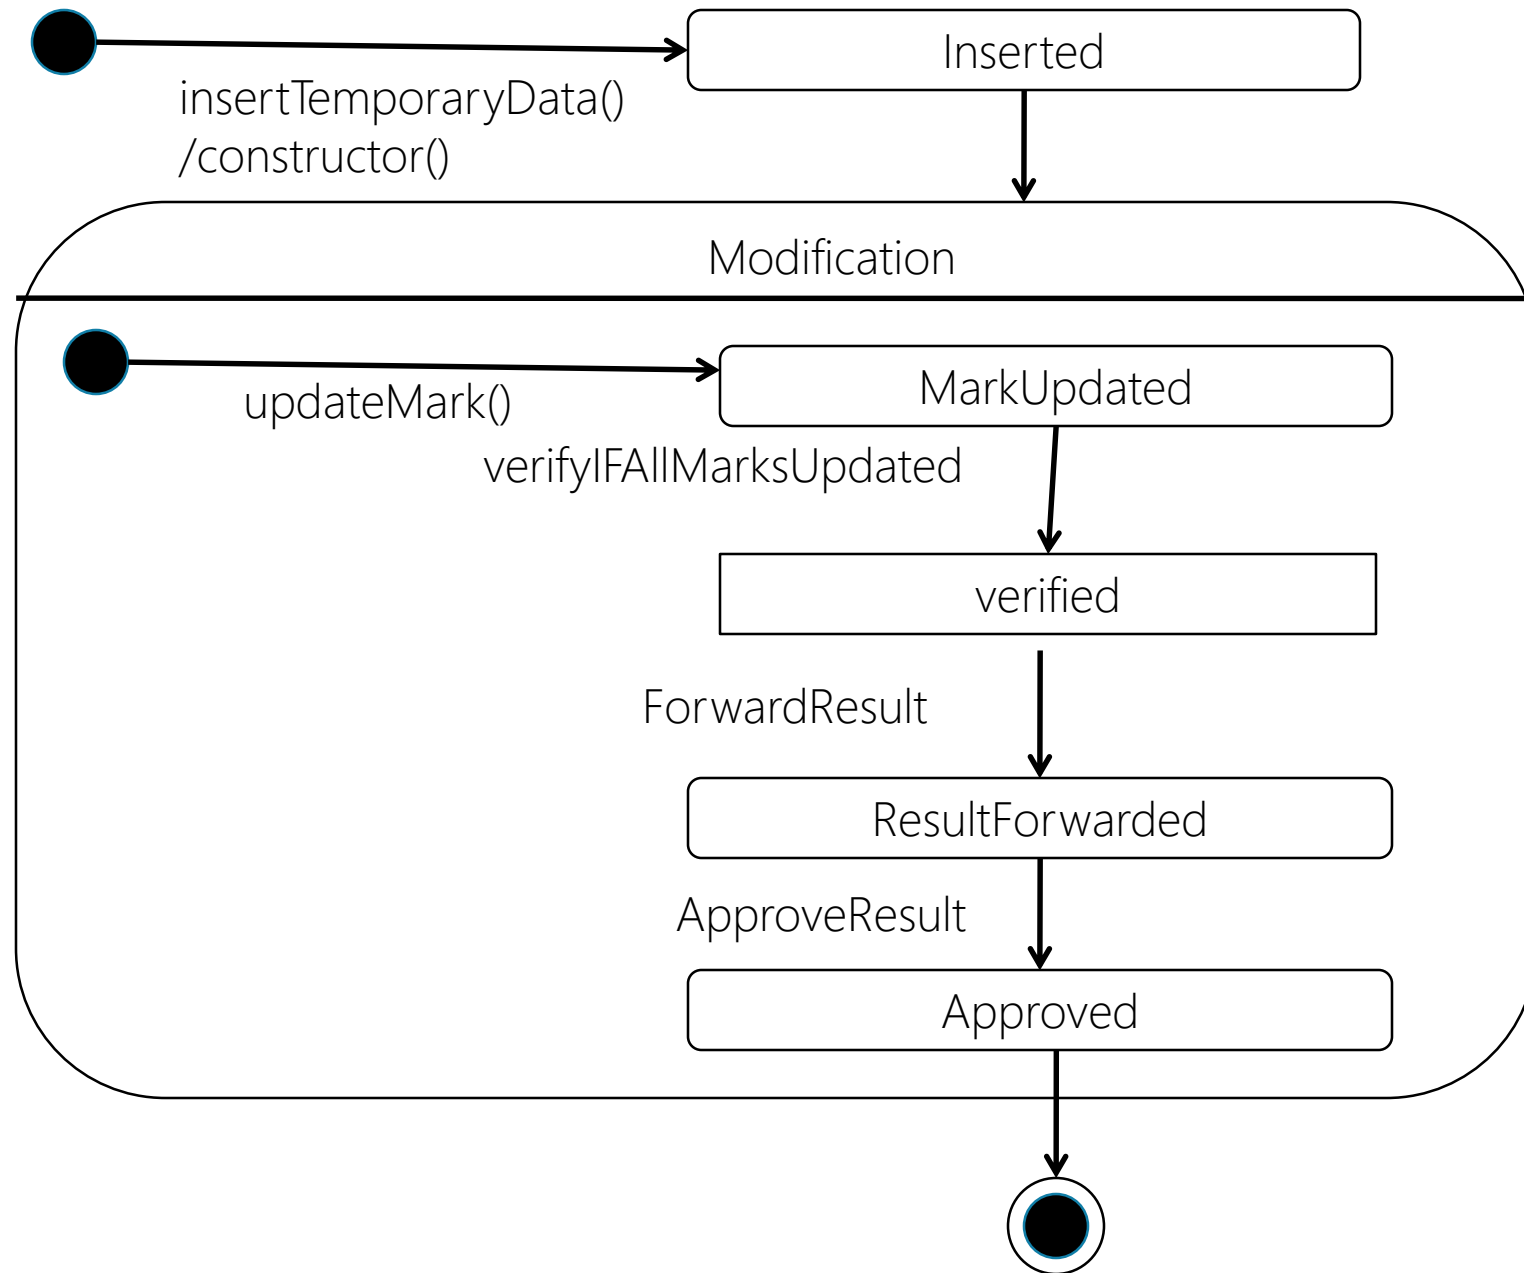 Inserted
insertTemporaryData()
/constructor()
Modification
MarkUpdated
updateMark()
verifyIFAllMarksUpdated
verified
ForwardResult
ResultForwarded
ApproveResult
Approved